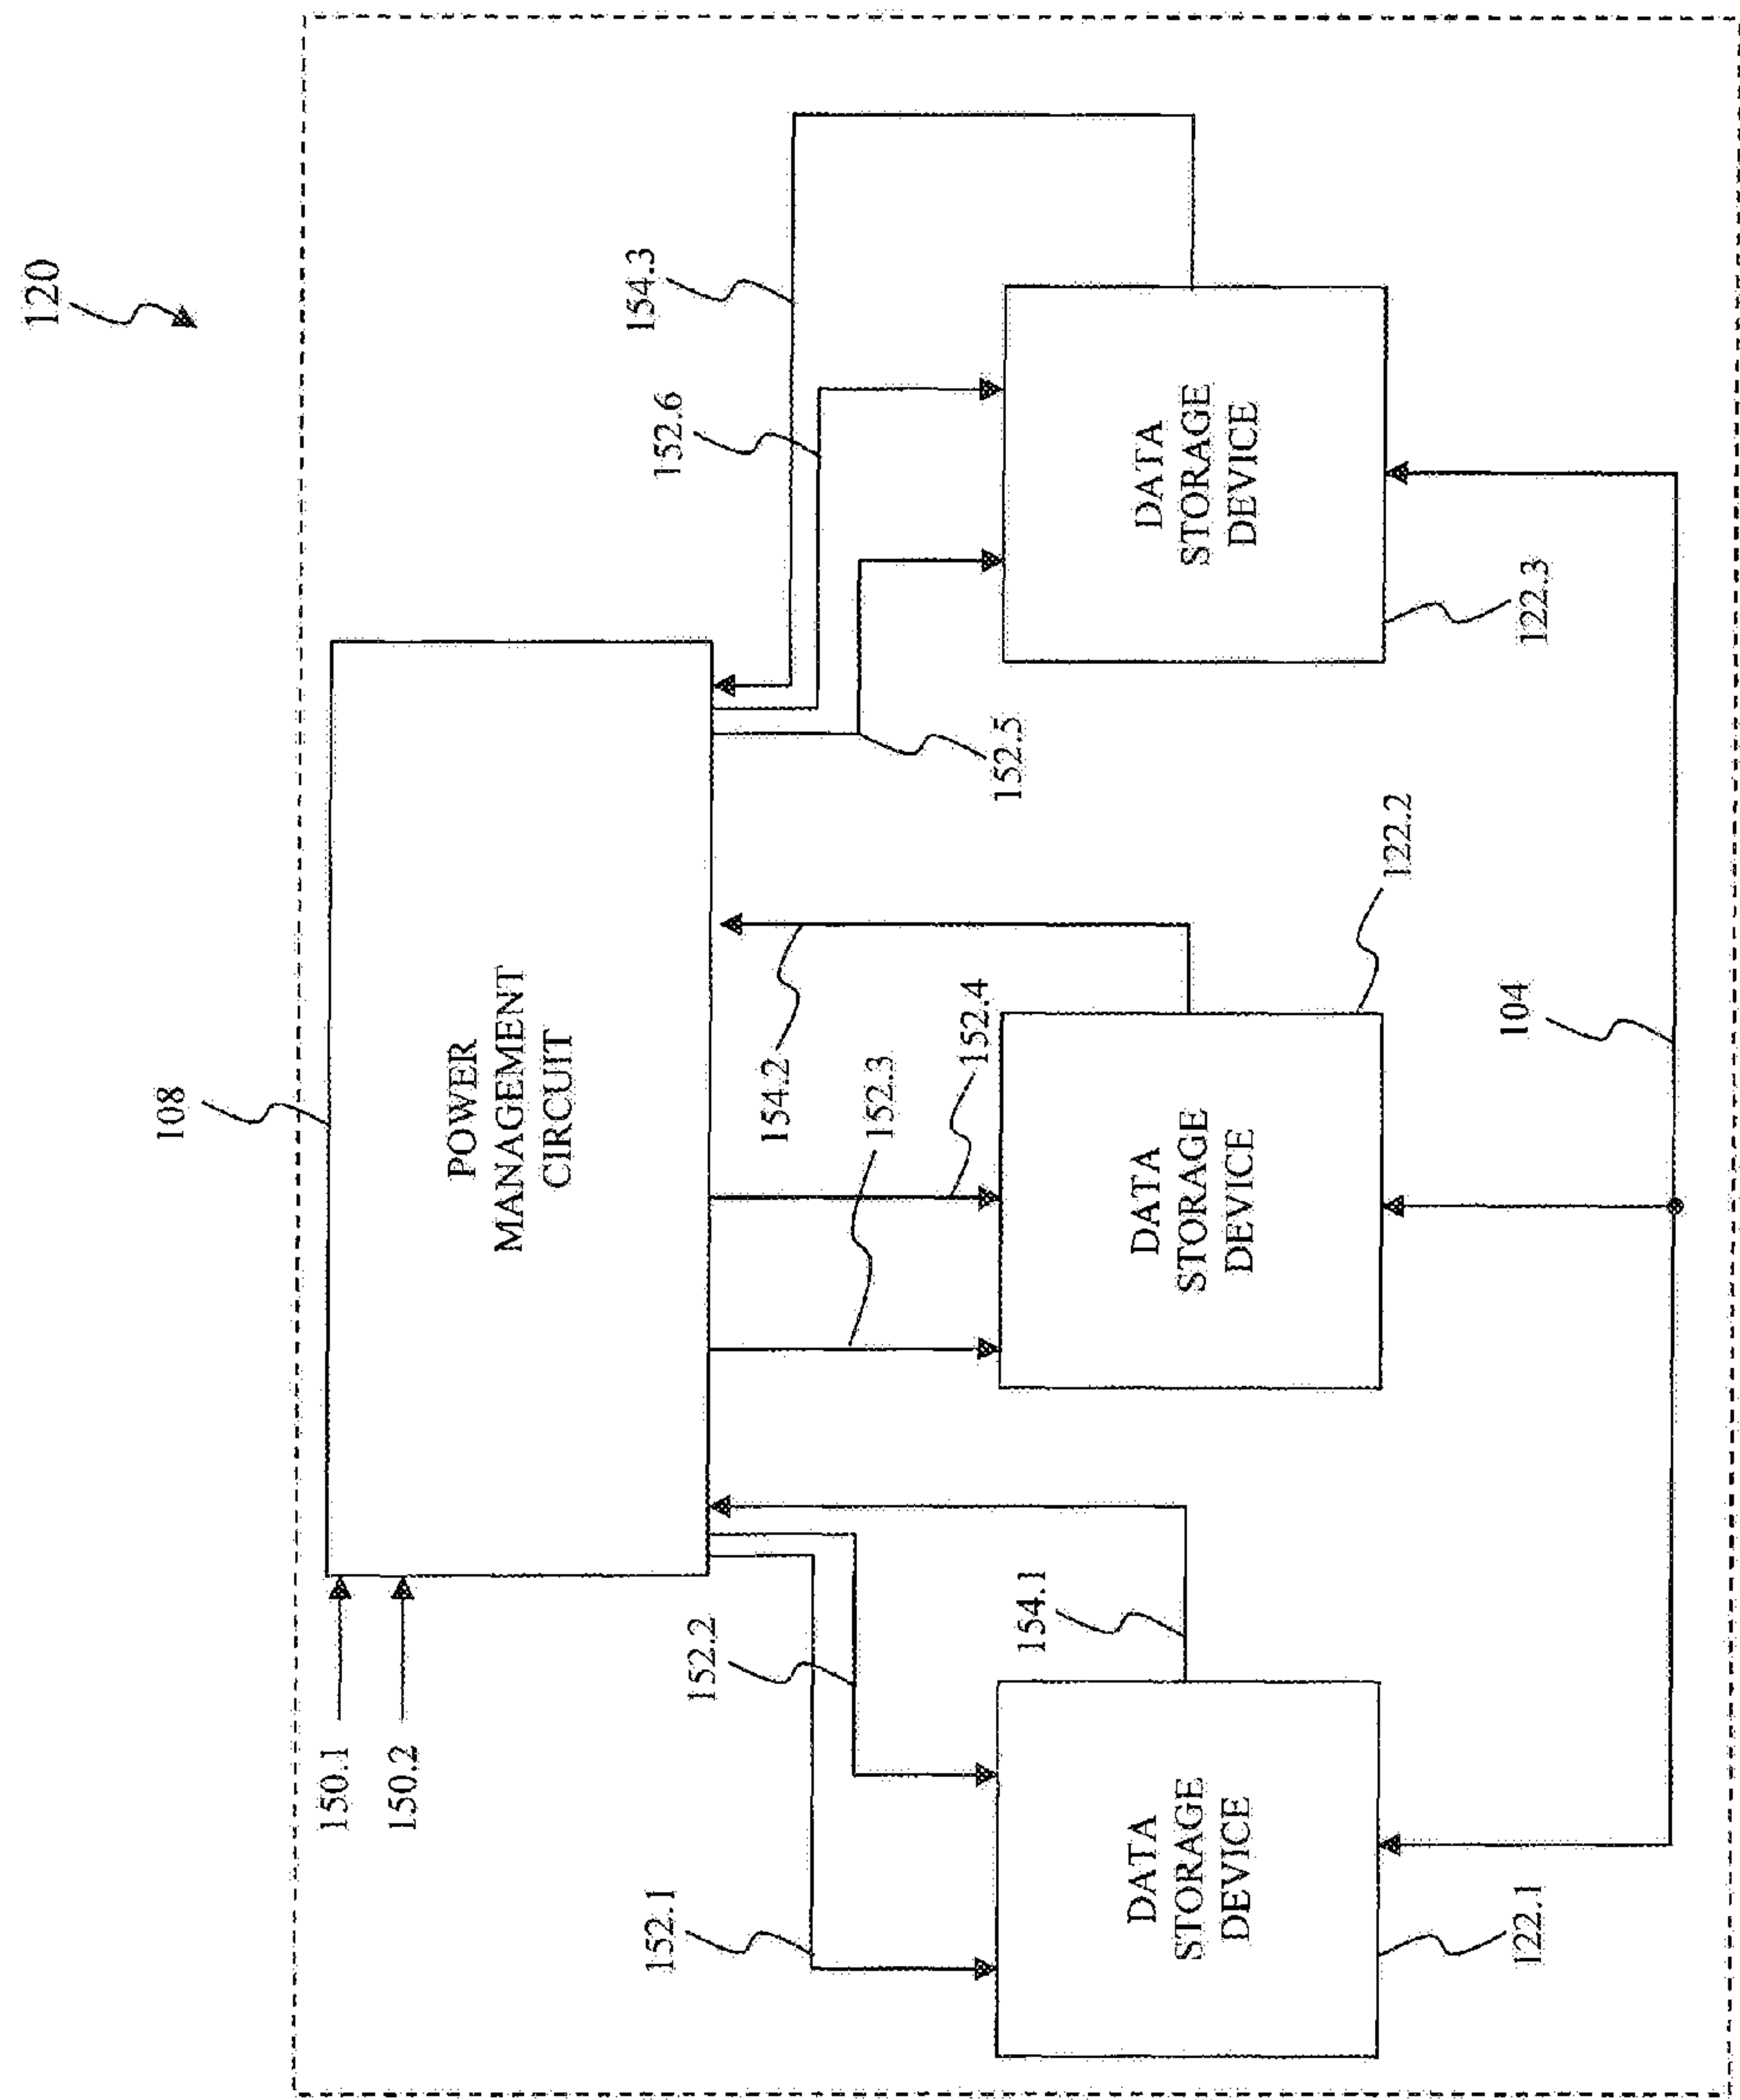 120
108
POWER
MANAGEMENT
CIRCUIT
150.1
150.2
152.1
152.2
154.1
152.3
154.2
152.4
152.5
152.6
154.3
DATA
STORAGE
DEVICE
DATA
STORAGE
DEVICE
DATA
STORAGE
DEVICE
122.1
122.2
122.3
104